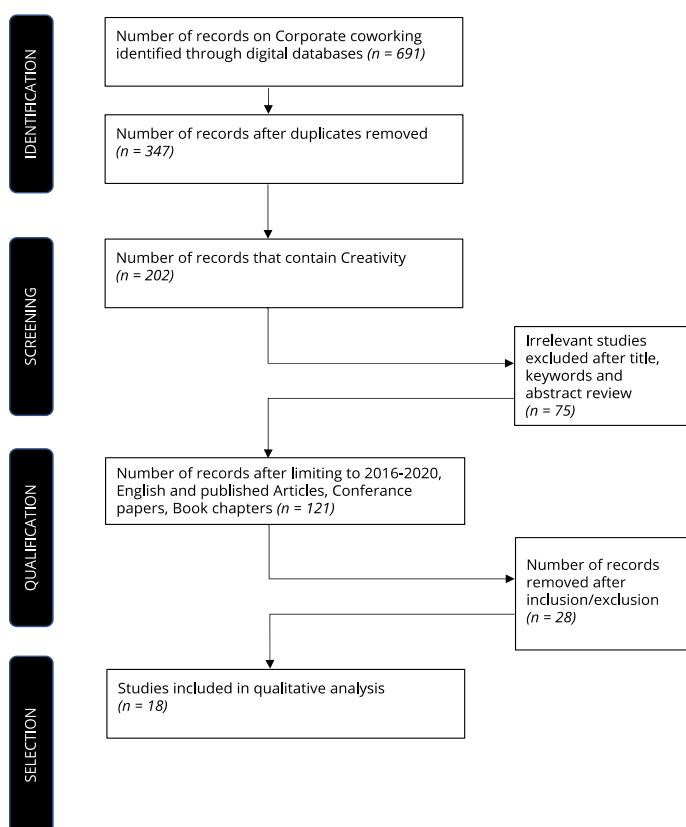 IDENTIFICATION
Number of records on Corporate coworking
identified through digital databases (n = 691)
Number of records after duplicates removed
(n = 347)
SCREENING
Number of records that contain Creativity
(n = 202)
Irrelevant studies
excluded after title,
keywords and
abstract review
(n = 75)
QUALIFICATION
Number of records after limiting to 2016-2020,
English and published Articles, Conferance
papers, Book chapters (n = 121)
Number of records
removed after
inclusion/exclusion
(n = 28)
SELECTION
Studies included in qualitative analysis
(n = 18)